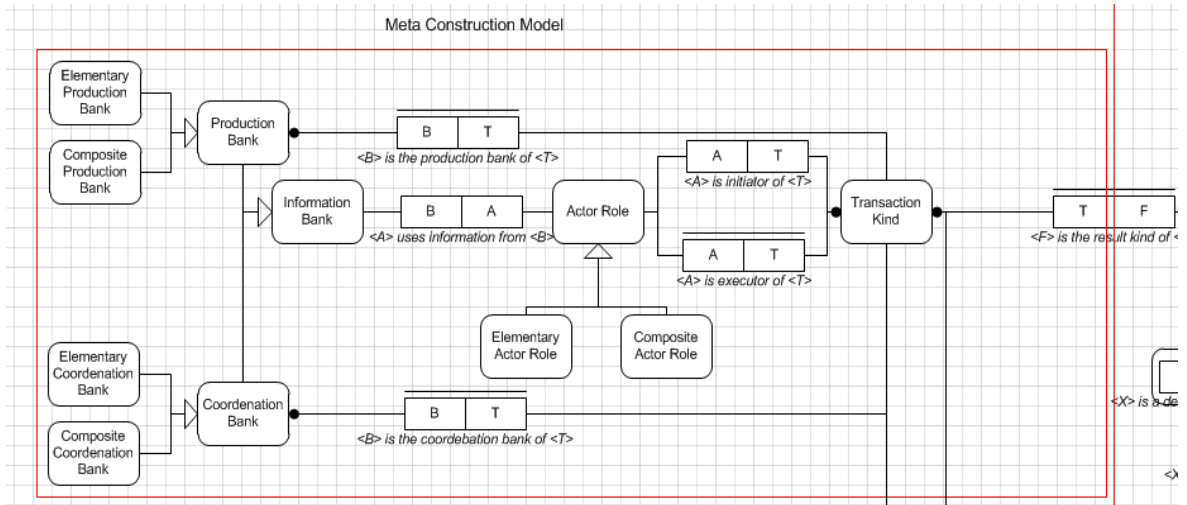 Meta Construction Model
Elementary
Production
Bank
Composite
Production
Bank
Production
Bank
B T
<B> is the production bank of <T>
Information
Bank
B A
<A> uses information from <B>
Actor Role
A T
<A> is initiator of <T>
A T
<A> is executor of <T>
Transaction
Kind
T F
<F> is the result kind of <
Elementary
Actor Role
Composite
Actor Role
Elementary
Coordenation
Bank
Composite
Coordenation
Bank
Coordenation
Bank
B T
<B> is the coordebation bank of <T>
<X> is a de
<X